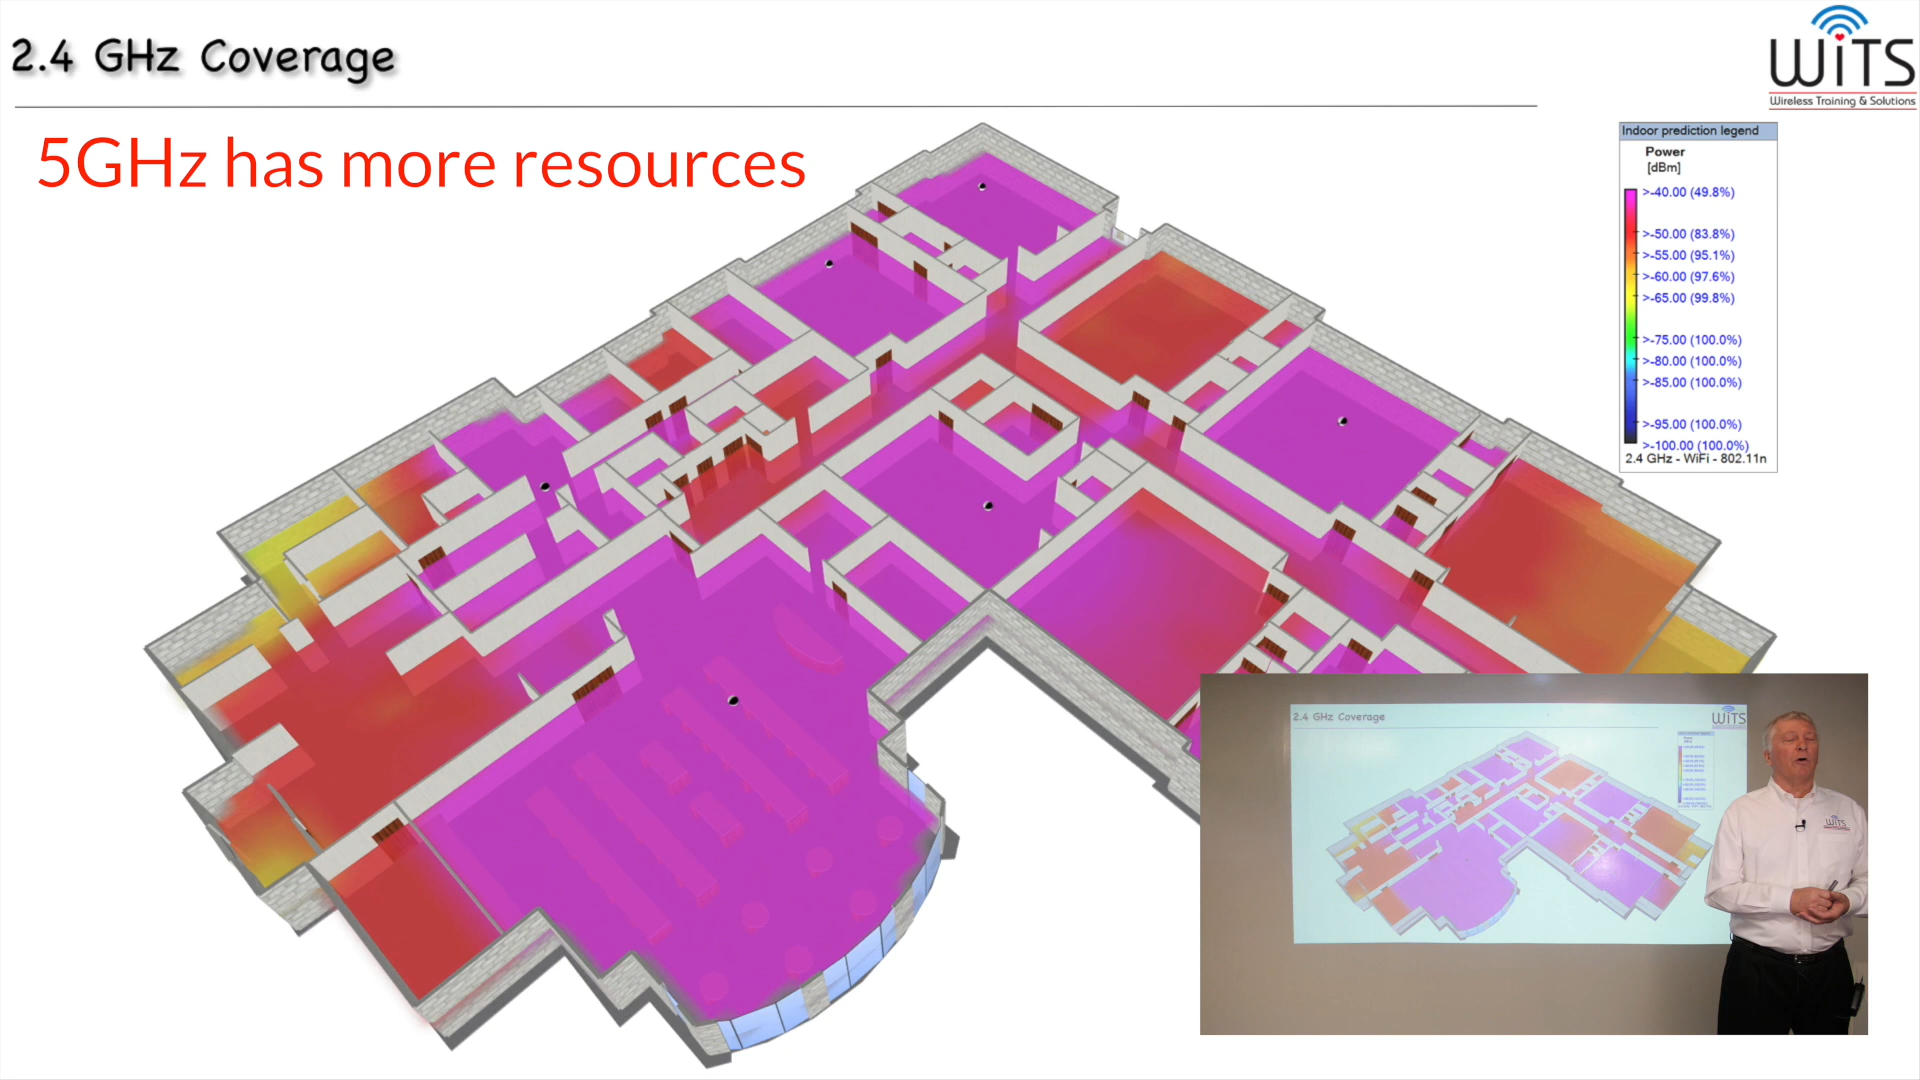 2.4 GHz Coverage
WiTS
Wireless Training & Solutions
5GHz has more resources
Indoor prediction legend
Power
[dBm]
>-40.00 (49.8%)
>-50.00 (83.8%)
>-55.00 (95.1%)
>-60.00 (97.6%)
>-65.00 (99.8%)
>-75.00 (100.0%)
>-80.00 (100.0%)
>-85.00 (100.0%)
>-95.00 (100.0%)
>-100.00 (100.0%)
2.4 GHz - WiFi - 802.11n
2.4 GHz Coverage
WiTS
WiTS